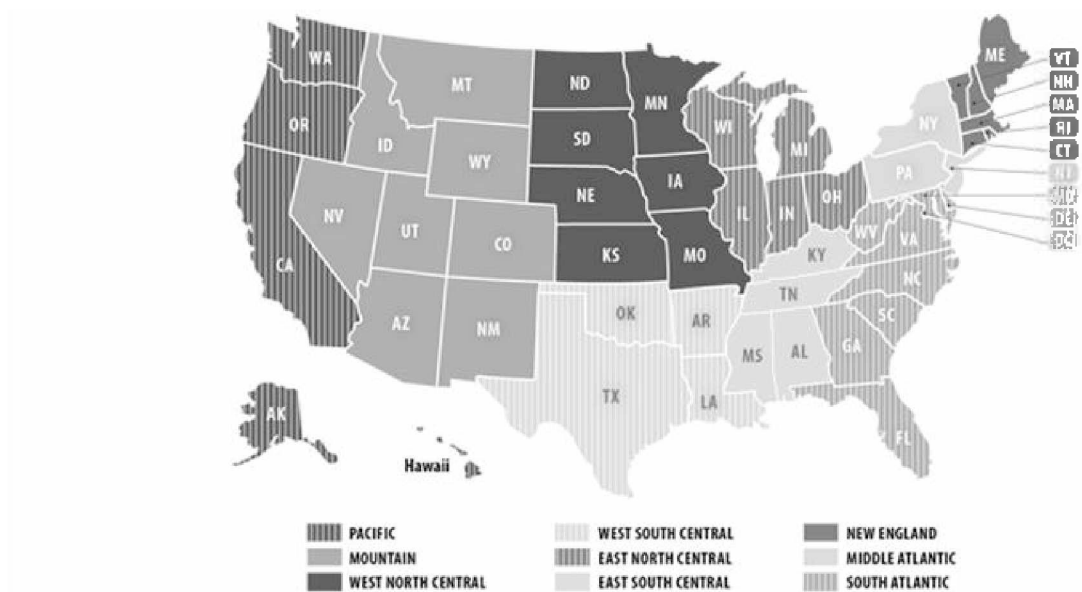 WA
MT
ND
MN
ME
VT
NH
MA
RI
CT
OR
ID
SD
WI
NY
MI
WY
PA
NE
IA
OH
DE
DC
NV
UT
CO
IL
IN
WV
VA
KS
MO
KY
CA
NC
TN
AZ
NM
OK
AR
SC
MS
AL
GA
TX
LA
AK
FL
Hawaii
PACIFIC
MOUNTAIN
WEST NORTH CENTRAL
WEST SOUTH CENTRAL
EAST NORTH CENTRAL
EAST SOUTH CENTRAL
NEW ENGLAND
MIDDLE ATLANTIC
SOUTH ATLANTIC